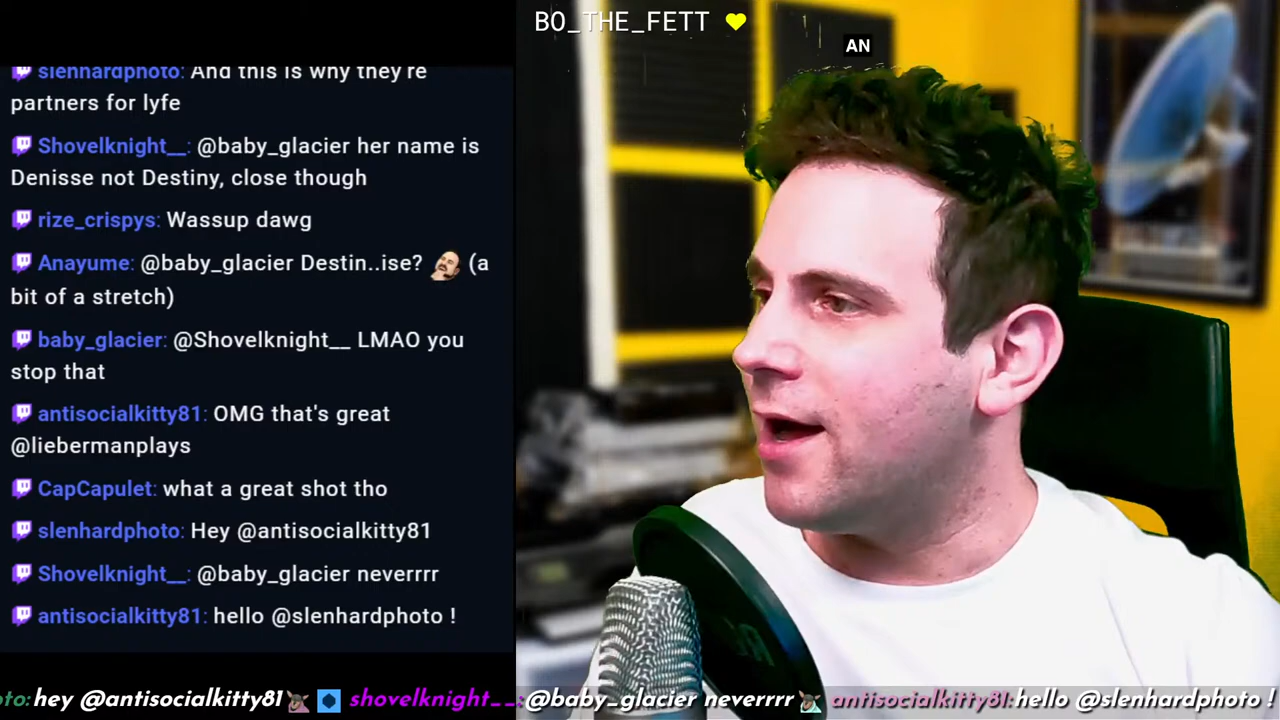 BO_THE_FETT
AN
slenhardphoto: And this is why they're
partners for lyfe
Shovelknight__: @baby_glacier her name is
Denisse not Destiny, close though
rize_crispys: Wassup dawg
Anayume: @baby_glacier Destin..ise? (a
bit of a stretch)
baby_glacier: @Shovelknight__ LMAO you
stop that
antisocialkitty81: OMG that's great
@liebermanplays
CapCapulet: what a great shot tho
slenhardphoto: Hey @antisocialkitty81
Shovelknight__: @baby_glacier neverrrr
antisocialkitty81: hello @slenhardphoto !
oto: hey @antisocialkitty81 shovelknight__: @baby_glacier neverrrr antisocialkitty81: hello @slenhardphoto !